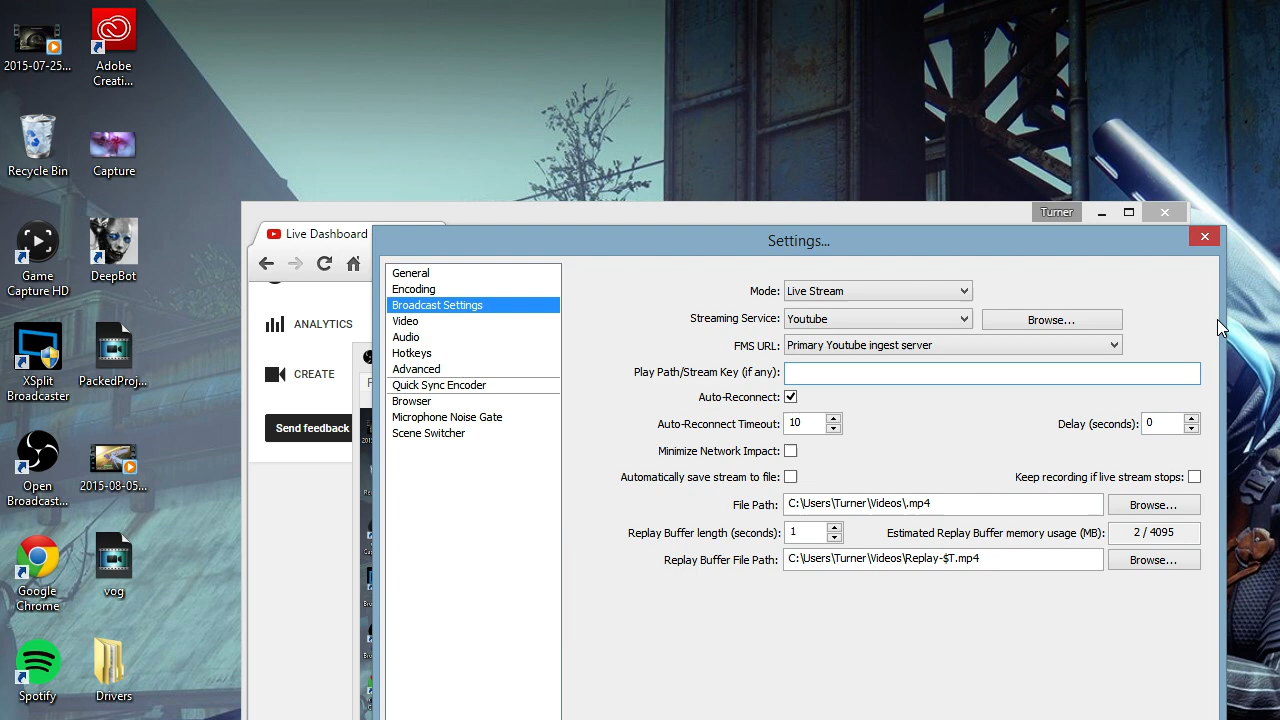 2015-07-25...
Adobe
Creati...
Recycle Bin
Capture
Game
Capture HD
DeepBot
XSplit
Broadcaster
PackedProj...
Open
Broadcast...
2015-08-05...
Google
Chrome
vog
Spotify
Drivers
Turner
Live Dashboard
ANALYTICS
CREATE
Send feedback
Settings...
General
Encoding
Broadcast Settings
Video
Audio
Hotkeys
Advanced
Quick Sync Encoder
Browser
Microphone Noise Gate
Scene Switcher
Mode: Live Stream
Streaming Service: Youtube Browse...
FMS URL: Primary Youtube ingest server
Play Path/Stream Key (if any):
Auto-Reconnect:
Auto-Reconnect Timeout: 10 Delay (seconds): 0
Minimize Network Impact:
Automatically save stream to file: Keep recording if live stream stops:
File Path: C:\Users\Turner\Videos\.mp4 Browse...
Replay Buffer length (seconds): 1 Estimated Replay Buffer memory usage (MB): 2 / 4095
Replay Buffer File Path: C:\Users\Turner\Videos\Replay-$T.mp4 Browse...